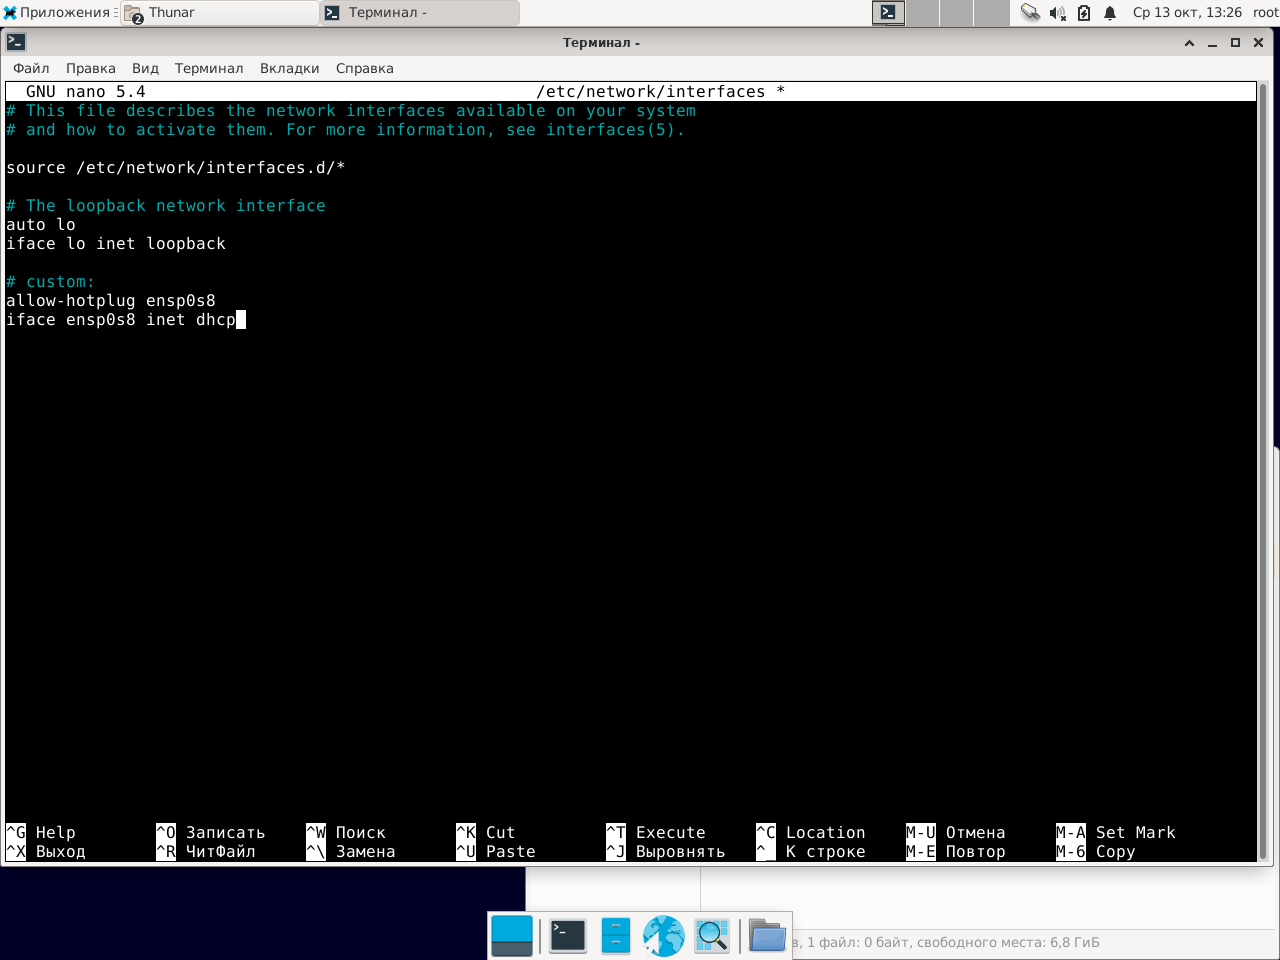 Приложения
2 Thunar
Терминал -
Ср 13 окт, 13:26 root
Терминал -
Файл Правка Вид Терминал Вкладки Справка
GNU nano 5.4 /etc/network/interfaces *
# This file describes the network interfaces available on your system
# and how to activate them. For more information, see interfaces(5).
source /etc/network/interfaces.d/*
# The loopback network interface
auto lo
iface lo inet loopback
# custom:
allow-hotplug ensp0s8
iface ensp0s8 inet dhcp
^G Help ^O Записать ^W Поиск ^K Cut ^T Execute ^C Location M-U Отмена M-A Set Mark
^X Выход ^R ЧитФайл ^\ Замена ^U Paste ^J Выровнять ^_ К строке M-E Повтор M-6 Copy
, 1 файл: 0 байт, свободного места: 6,8 ГиБ